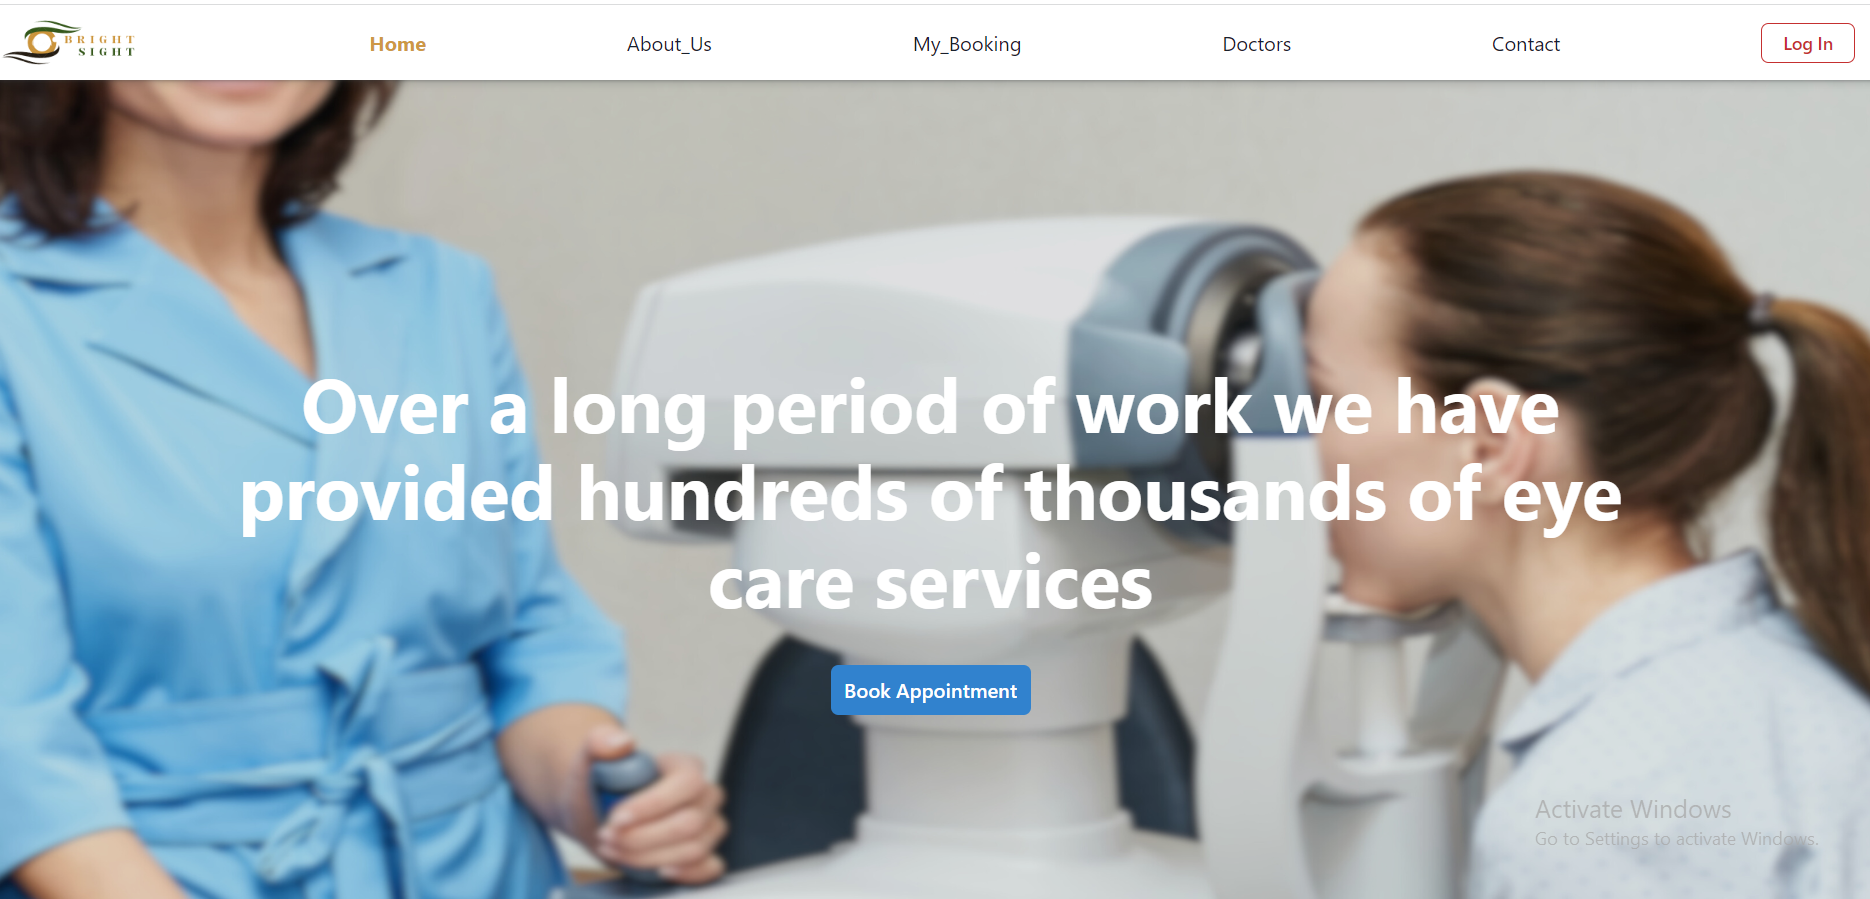 BRIGHT
SIGHT
Home
About_Us
My_Booking
Doctors
Contact
Log In
Over a long period of work we have
provided hundreds of thousands of eye
care services
Book Appointment
Activate Windows
Go to Settings to activate Windows.